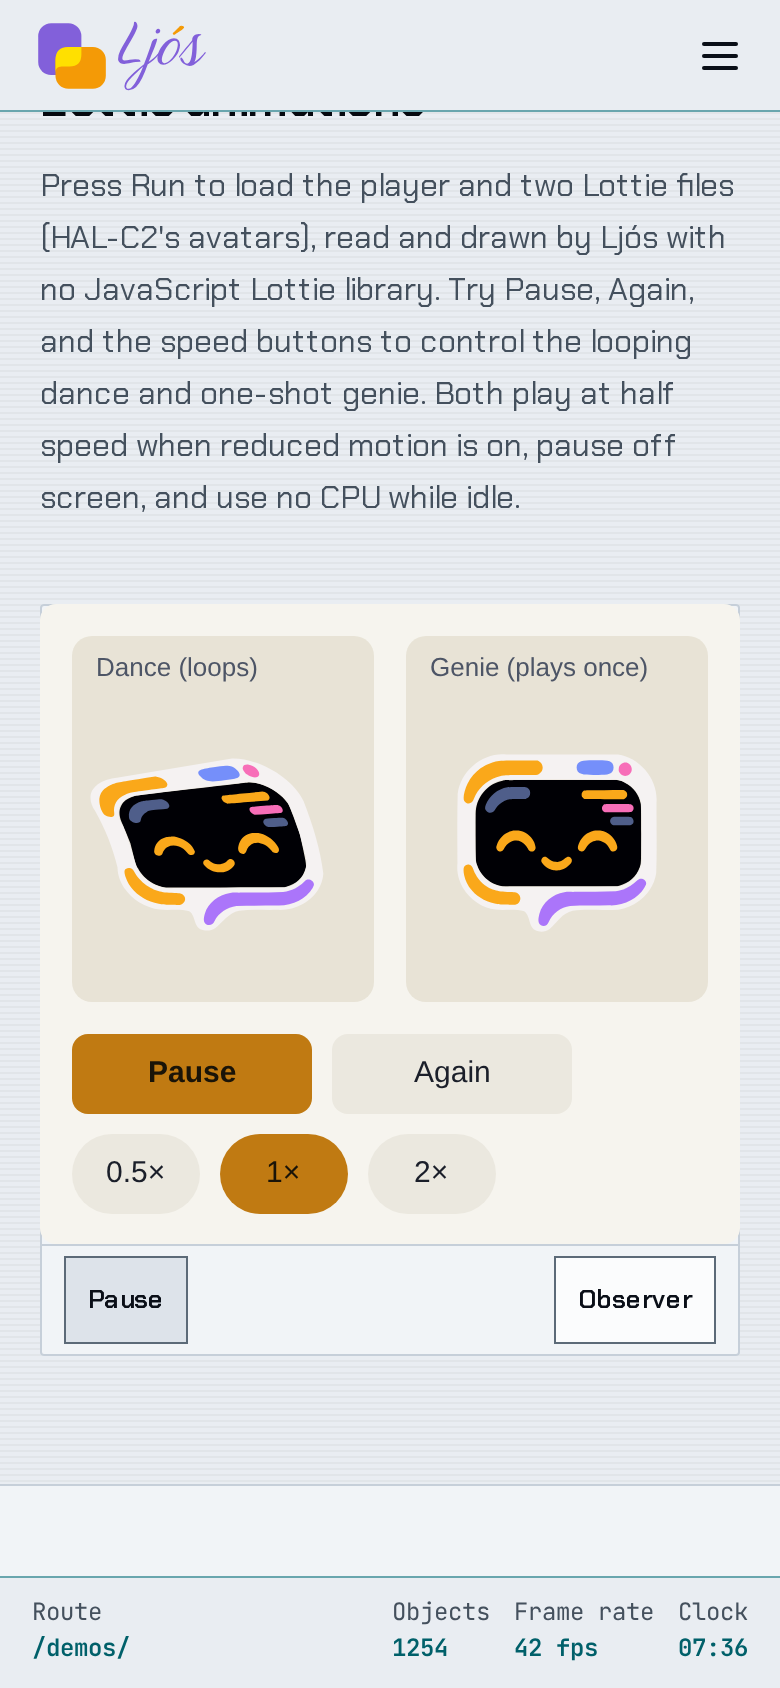 Ljós
Lottie animations
Press Run to load the player and two Lottie files
(HAL-C2's avatars), read and drawn by Ljós with
no JavaScript Lottie library. Try Pause, Again,
and the speed buttons to control the looping
dance and one-shot genie. Both play at half
speed when reduced motion is on, pause off
screen, and use no CPU while idle.
Dance (loops)
Genie (plays once)
Pause
Again
0.5×
1×
2×
Pause
Observer
Route
Objects
Frame rate
Clock
/demos/
1254
42 fps
07:36